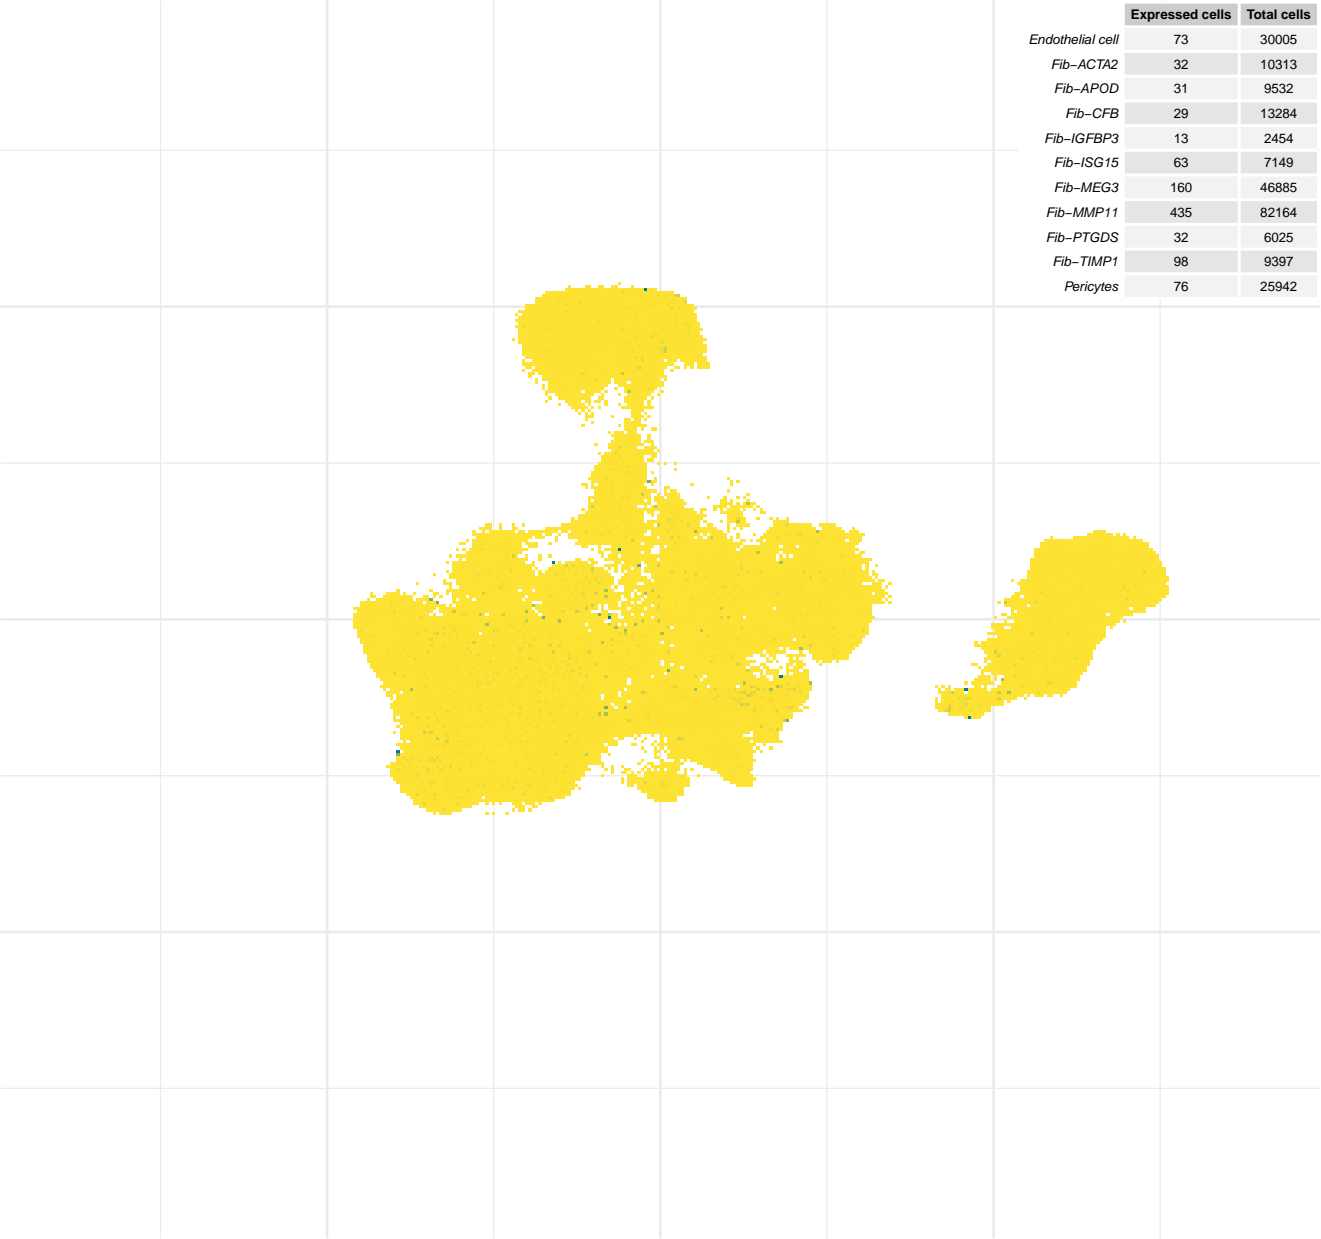 Expressed cells Total cells
Endothelial cell 73 30005
Fib−ACTA2 32 10313
Fib−APOD 31 9532
Fib−CFB 29 13284
Fib−IGFBP3 13 2454
Fib−ISG15 63 7149
Fib−MEG3 160 46885
Fib−MMP11 435 82164
Fib−PTGDS 32 6025
Fib−TIMP1 98 9397
Pericytes 76 25942